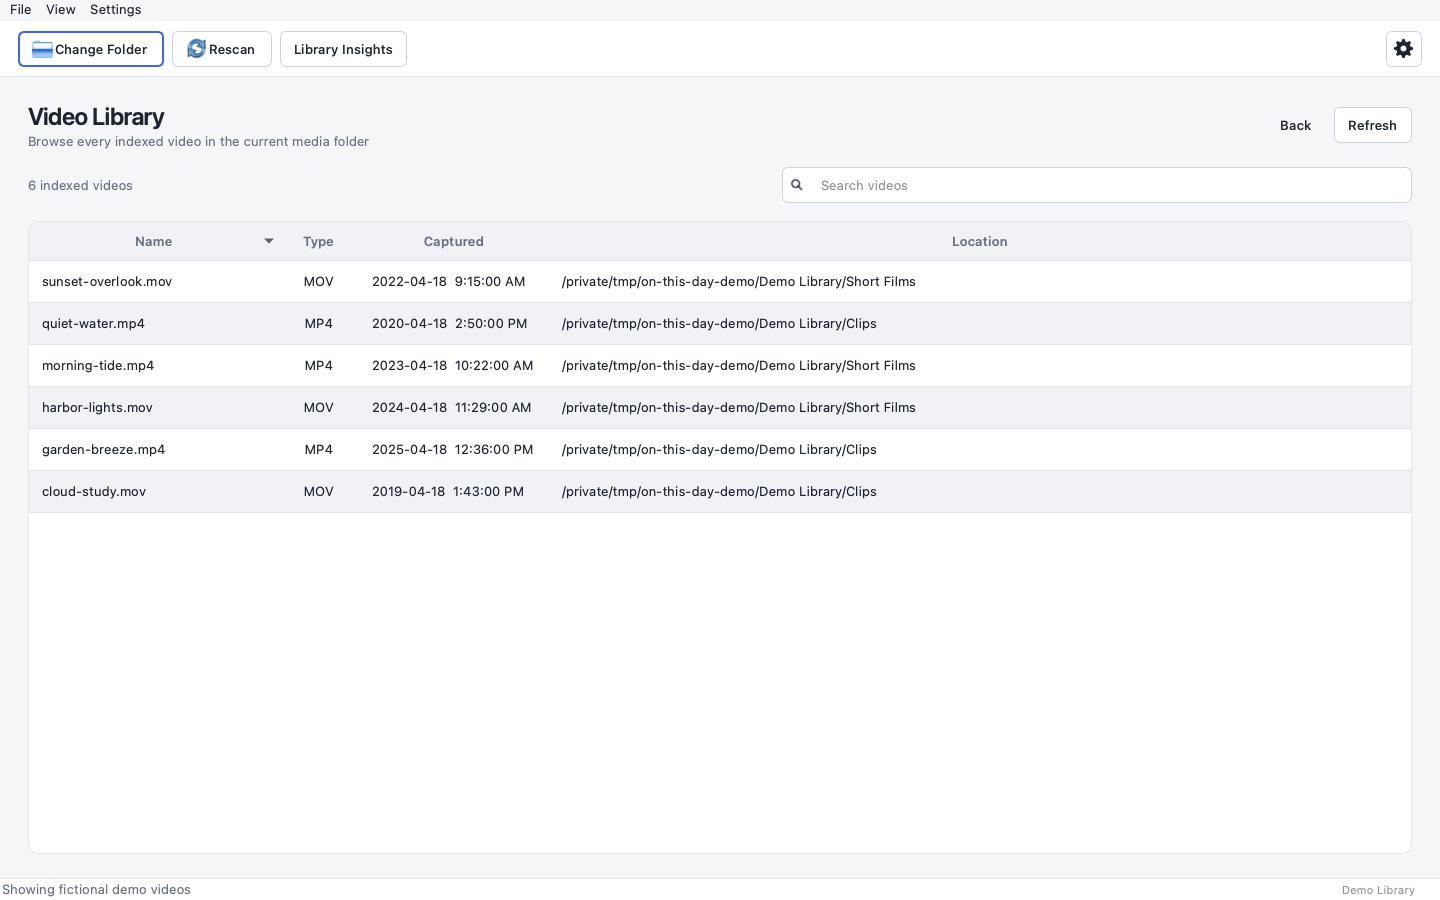 File View Settings
Change Folder Rescan Library Insights
Video Library
Browse every indexed video in the current media folder
Back Refresh
6 indexed videos
Search videos
Name Type Captured Location
sunset-overlook.mov MOV 2022-04-18 9:15:00 AM /private/tmp/on-this-day-demo/Demo Library/Short Films
quiet-water.mp4 MP4 2020-04-18 2:50:00 PM /private/tmp/on-this-day-demo/Demo Library/Clips
morning-tide.mp4 MP4 2023-04-18 10:22:00 AM /private/tmp/on-this-day-demo/Demo Library/Short Films
harbor-lights.mov MOV 2024-04-18 11:29:00 AM /private/tmp/on-this-day-demo/Demo Library/Short Films
garden-breeze.mp4 MP4 2025-04-18 12:36:00 PM /private/tmp/on-this-day-demo/Demo Library/Clips
cloud-study.mov MOV 2019-04-18 1:43:00 PM /private/tmp/on-this-day-demo/Demo Library/Clips
Showing fictional demo videos
Demo Library